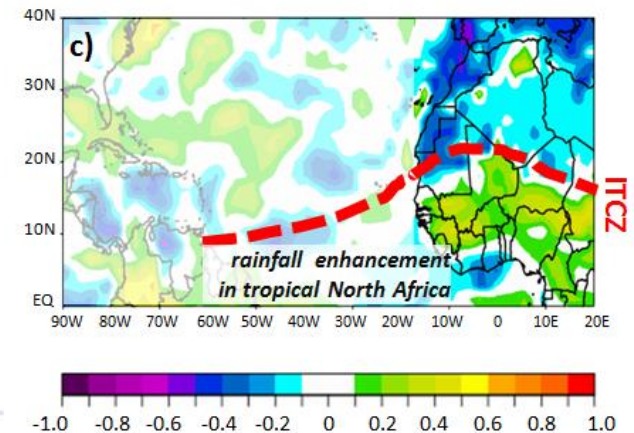 40N
c)
30N
20N
10N
EQ
ITCZ
rainfall enhancement
in tropical North Africa
90W 80W 70W 60W 50W 40W 30W 20W 10W 0 10E 20E
-1.0 -0.8 -0.6 -0.4 -0.2 0 0.2 0.4 0.6 0.8 1.0